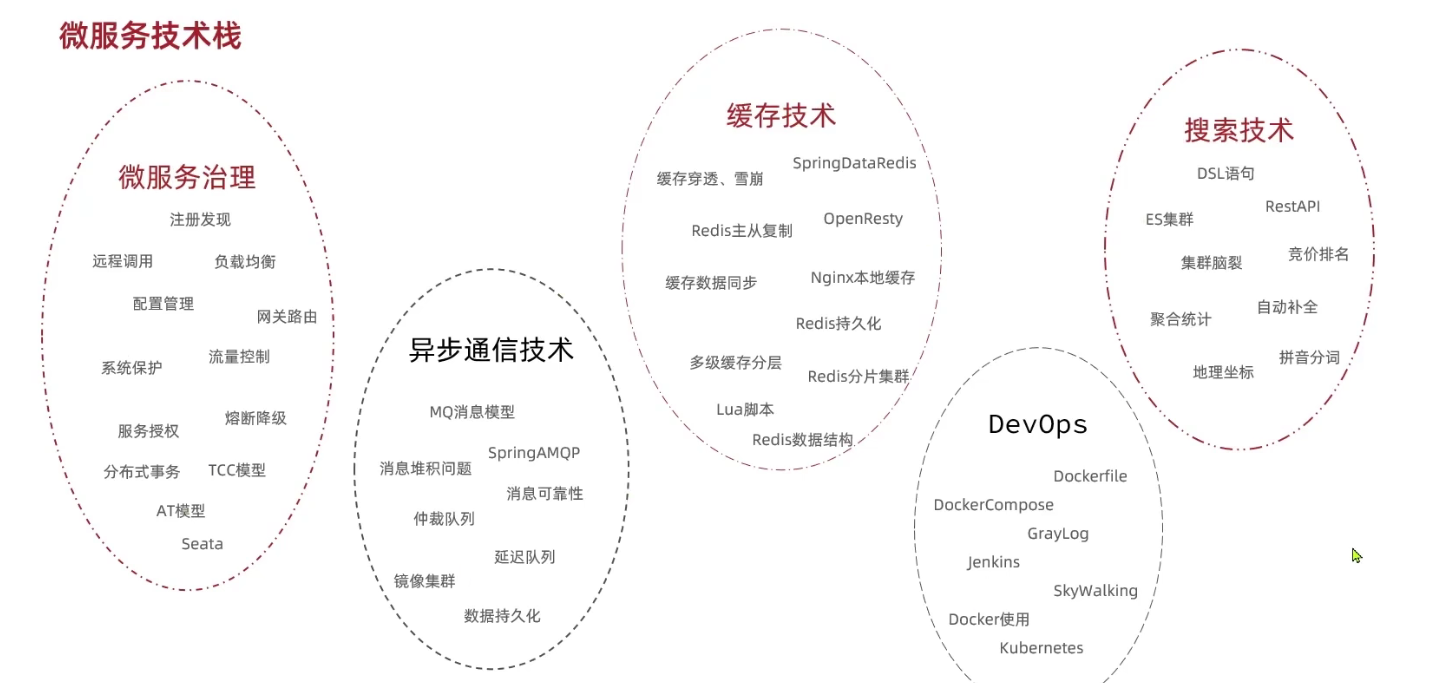 微服务技术栈
微服务治理
注册发现
远程调用
负载均衡
配置管理
网关路由
流量控制
系统保护
熔断降级
服务授权
分布式事务
TCC模型
AT模型
Seata
异步通信技术
MQ消息模型
SpringAMQP
消息堆积问题
消息可靠性
仲裁队列
延迟队列
镜像集群
数据持久化
缓存技术
SpringDataRedis
缓存穿透、雪崩
OpenResty
Redis主从复制
Nginx本地缓存
缓存数据同步
Redis持久化
多级缓存分层
Redis分片集群
Lua脚本
Redis数据结构
DevOps
Dockerfile
DockerCompose
GrayLog
Jenkins
SkyWalking
Docker使用
Kubernetes
搜索技术
DSL语句
RestAPI
ES集群
竞价排名
集群脑裂
自动补全
聚合统计
拼音分词
地理坐标